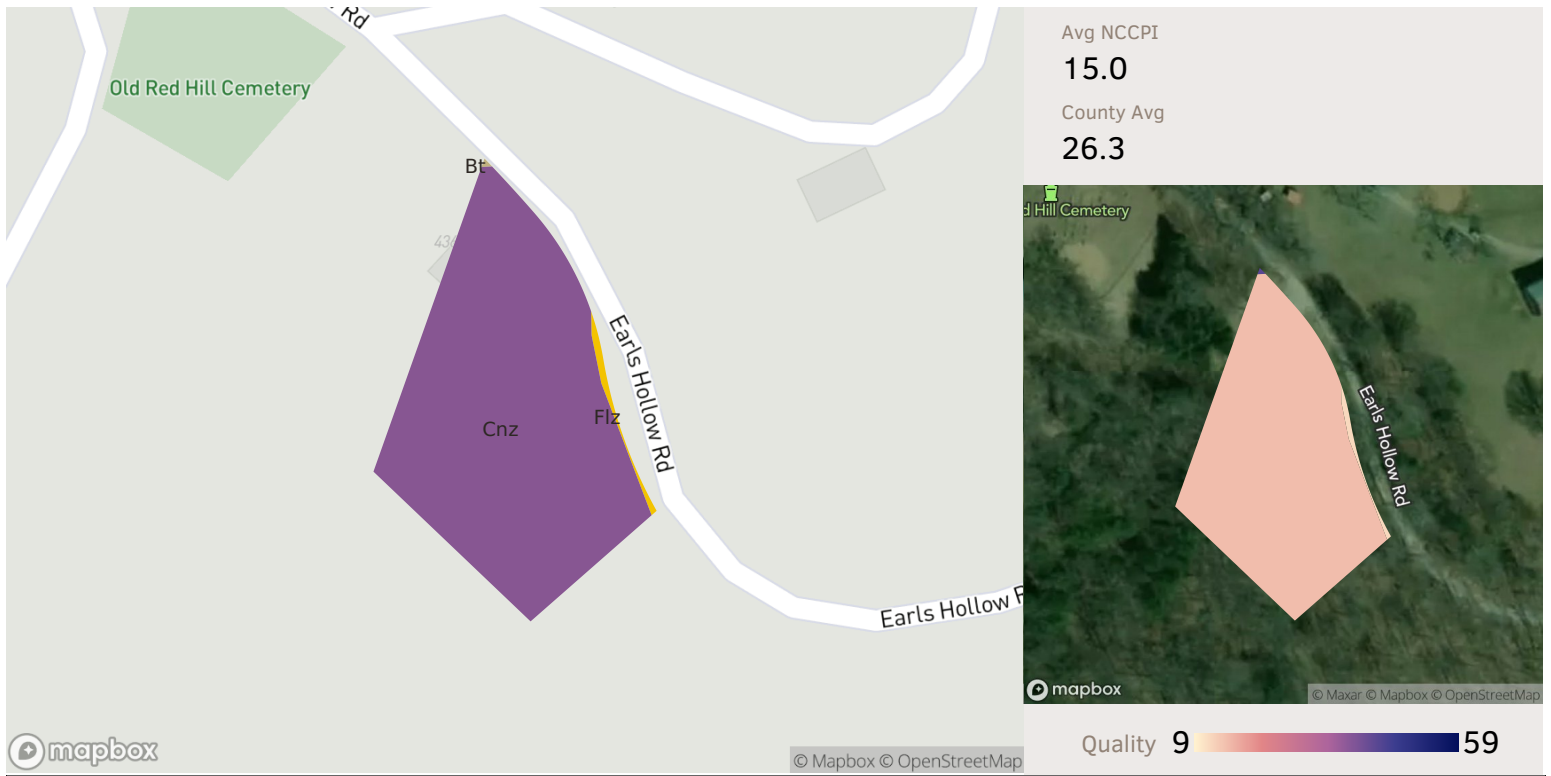 Rd
Old Red Hill Cemetery
Bt
434
Cnz
Flz
Earls Hollow Rd
Earls Hollow R
mapbox
© Mapbox © OpenStreetMap
Avg NCCPI
15.0
County Avg
26.3
d Hill Cemetery
Earls Hollow Rd
mapbox
© Maxar © Mapbox © OpenStreetMap
Quality 9 59